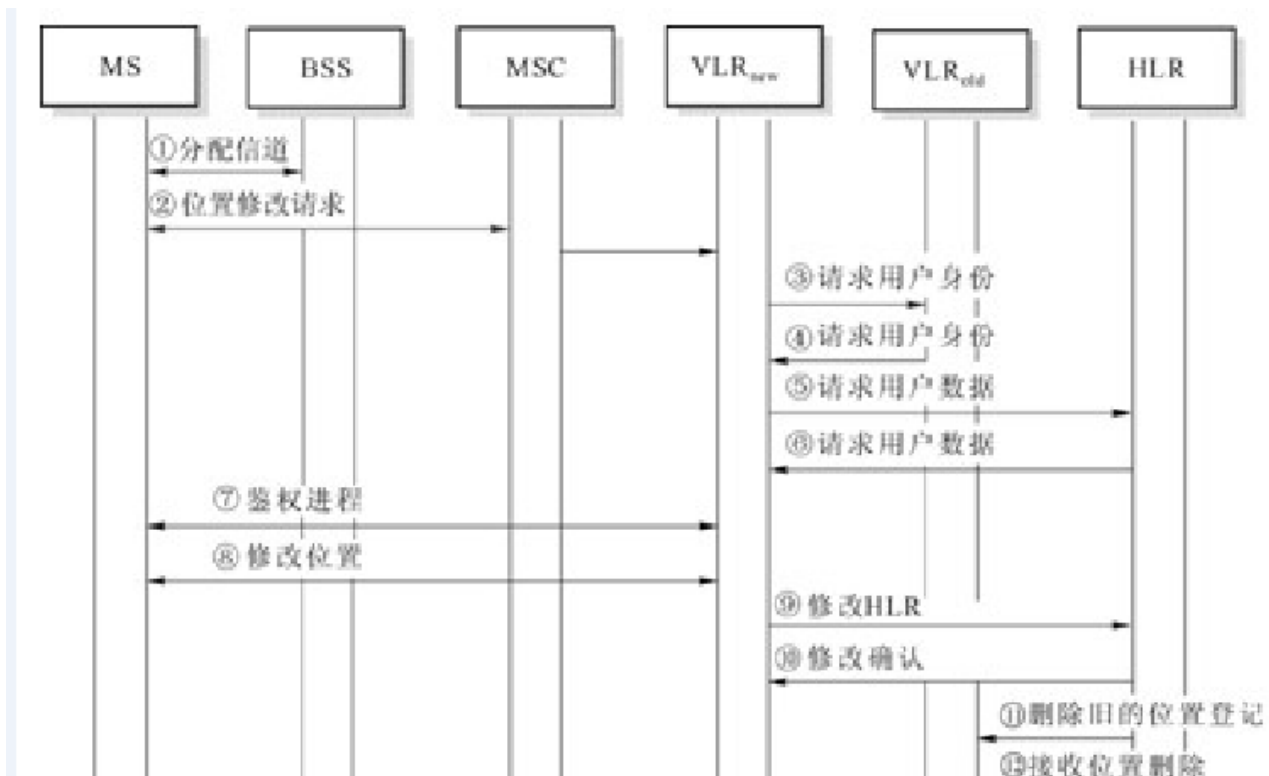 MS
BSS
MSC
VLRnew
VLRold
HLR
①分配信道
②位置修改请求
③请求用户身份
④请求用户身份
⑤请求用户数据
⑥请求用户数据
⑦鉴权进程
⑧修改位置
⑨修改HLR
⑩修改确认
⑪删除旧的位置登记
⑫接收位置删除